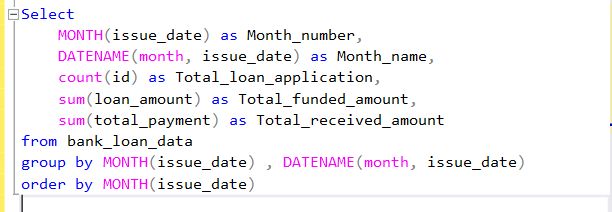 Select
MONTH(issue_date) as Month_number,
DATENAME(month, issue_date) as Month_name,
count(id) as Total_loan_application,
sum(loan_amount) as Total_funded_amount,
sum(total_payment) as Total_received_amount
from bank_loan_data
group by MONTH(issue_date) , DATENAME(month, issue_date)
order by MONTH(issue_date)